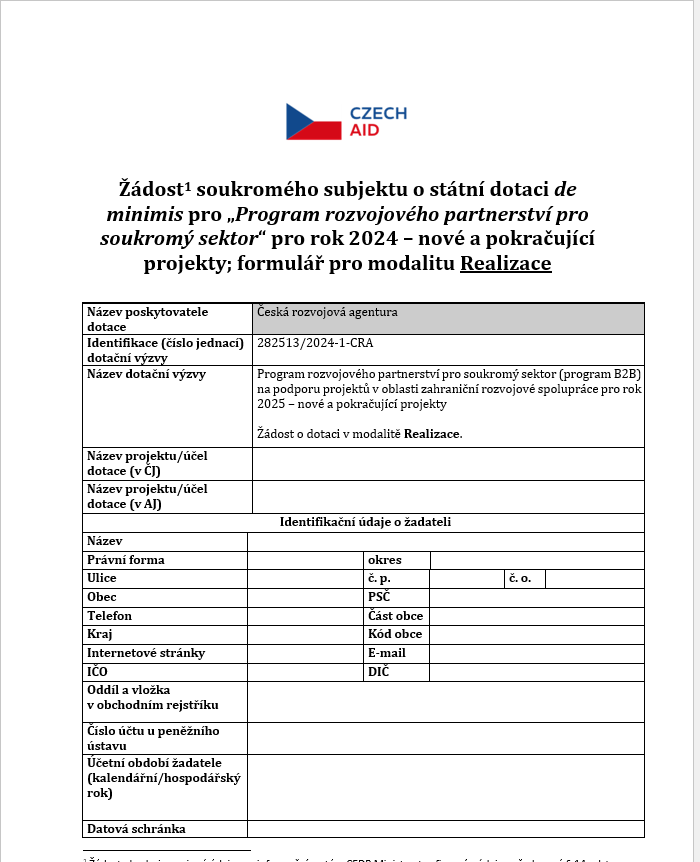 CZECH
AID
Žádost¹ soukromého subjektu o státní dotaci de
minimis pro „Program rozvojového partnerství pro
soukromý sektor“ pro rok 2024 – nové a pokračující
projekty; formulář pro modalitu Realizace
Název poskytovatele
dotace
Česká rozvojová agentura
Identifikace (číslo jednací)
dotační výzvy
282513/2024-1-CRA
Název dotační výzvy
Program rozvojového partnerství pro soukromý sektor (program B2B)
na podporu projektů v oblasti zahraniční rozvojové spolupráce pro rok
2025 – nové a pokračující projekty
Žádost o dotaci v modalitě Realizace.
Název projektu/účel
dotace (v ČJ)
Název projektu/účel
dotace (v AJ)
Identifikační údaje o žadateli
Název
Právní forma okres
Ulice č. p. č. o.
Obec PSČ
Telefon Část obce
Kraj Kód obce
Internetové stránky E-mail
IČO DIČ
Oddíl a vložka
v obchodním rejstříku
Číslo účtu u peněžního
ústavu
Účetní období žadatele
(kalendářní/hospodářský
rok)
Datová schránka